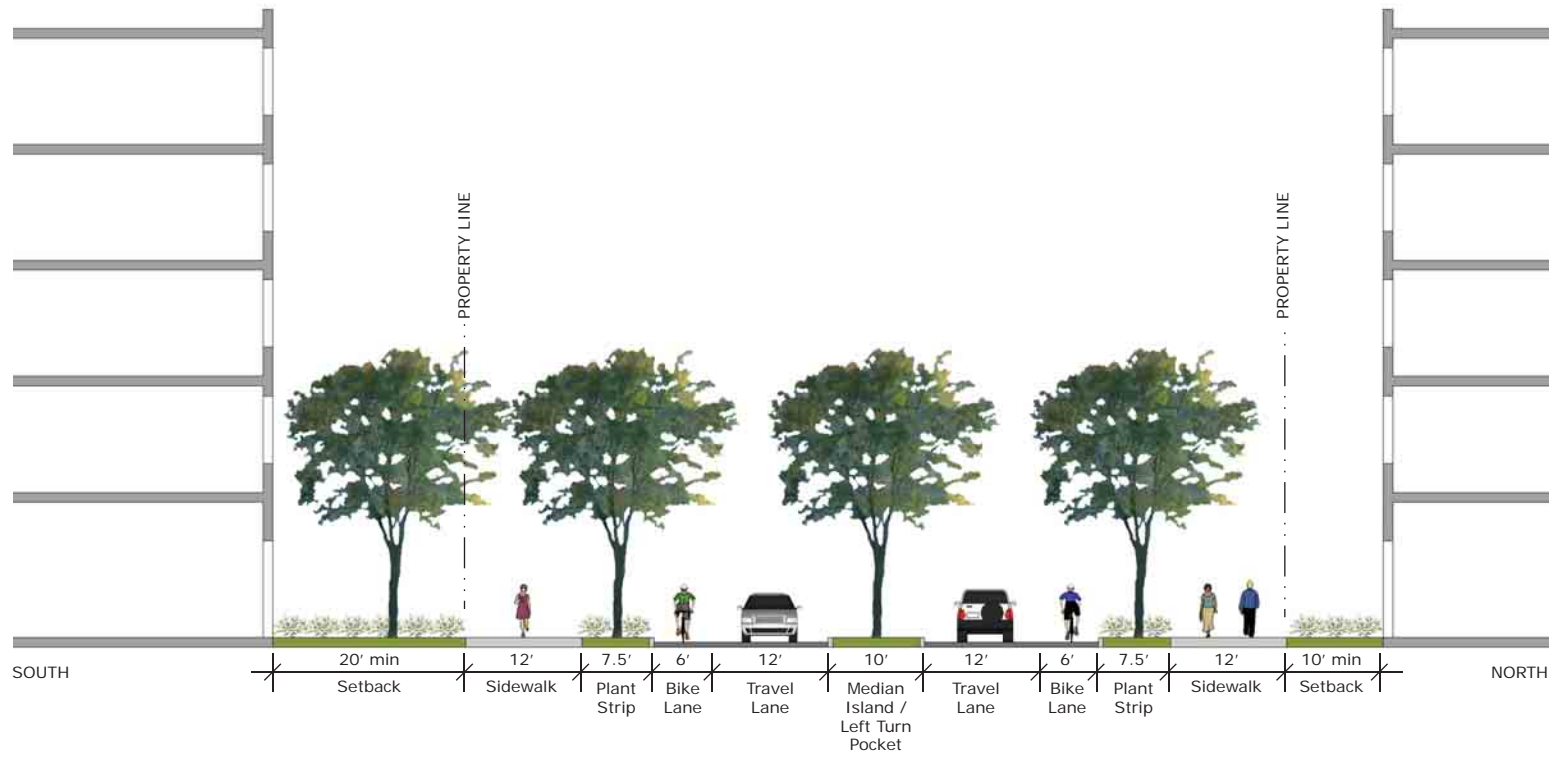 PROPERTY LINE
PROPERTY LINE
20' min
12'
7.5'
6'
12'
10'
12'
6'
7.5'
12'
10' min
SOUTH
NORTH
Setback
Sidewalk
Plant
Strip
Bike
Lane
Travel
Lane
Median
Island /
Left Turn
Pocket
Travel
Lane
Bike
Lane
Plant
Strip
Sidewalk
Setback